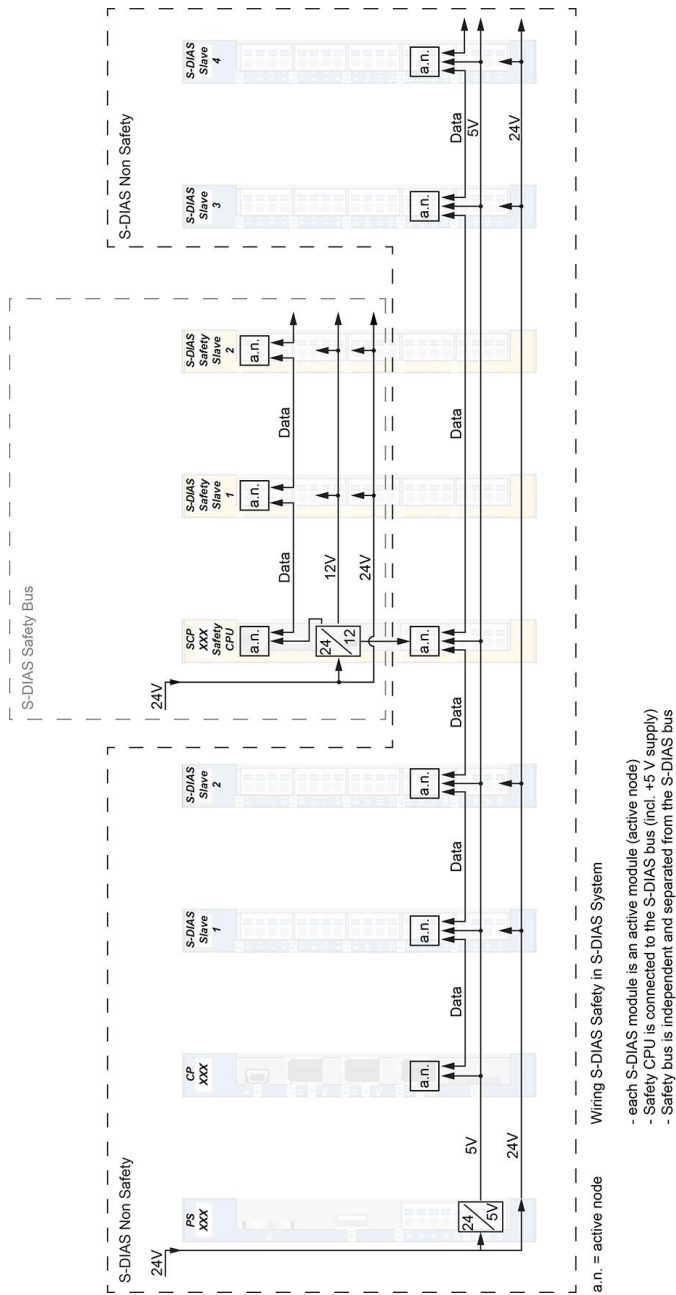 S-DIAS Safety Bus
S-DIAS Non Safety
S-DIAS Non Safety
24V
24V
PS
XXX
CP
XXX
S-DIAS
Slave
1
S-DIAS
Slave
2
SCP
XXX
Safety
CPU
S-DIAS
Safety
Slave
1
S-DIAS
Safety
Slave
2
S-DIAS
Slave
3
S-DIAS
Slave
4
a.n.
a.n.
a.n.
Data
Data
24/12
12V
24V
24/5V
5V
24V
a.n.
a.n.
a.n.
a.n.
a.n.
a.n.
Data
Data
Data
Data
Data
5V
24V
a.n. = active node
Wiring S-DIAS Safety in S-DIAS System
- each S-DIAS module is an active module (active node)
- Safety CPU is connected to the S-DIAS bus (incl. +5 V supply)
- Safety bus is independent and separated from the S-DIAS bus